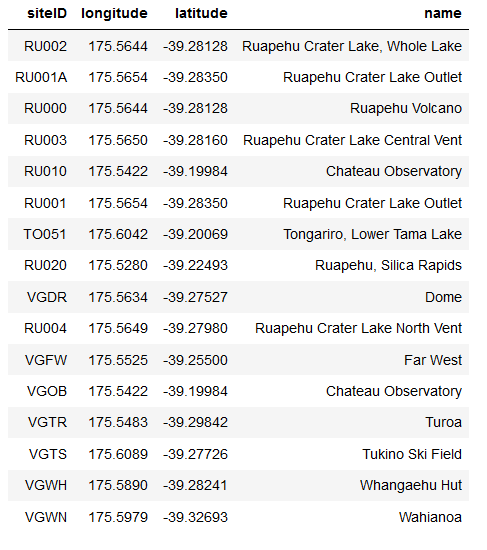 siteID longitude latitude name
RU002 175.5644 -39.28128 Ruapehu Crater Lake, Whole Lake
RU001A 175.5654 -39.28350 Ruapehu Crater Lake Outlet
RU000 175.5644 -39.28128 Ruapehu Volcano
RU003 175.5650 -39.28160 Ruapehu Crater Lake Central Vent
RU010 175.5422 -39.19984 Chateau Observatory
RU001 175.5654 -39.28350 Ruapehu Crater Lake Outlet
TO051 175.6042 -39.20069 Tongariro, Lower Tama Lake
RU020 175.5280 -39.22493 Ruapehu, Silica Rapids
VGDR 175.5634 -39.27527 Dome
RU004 175.5649 -39.27980 Ruapehu Crater Lake North Vent
VGFW 175.5525 -39.25500 Far West
VGOB 175.5422 -39.19984 Chateau Observatory
VGTR 175.5483 -39.29842 Turoa
VGTS 175.6089 -39.27726 Tukino Ski Field
VGWH 175.5890 -39.28241 Whangaehu Hut
VGWN 175.5979 -39.32693 Wahianoa